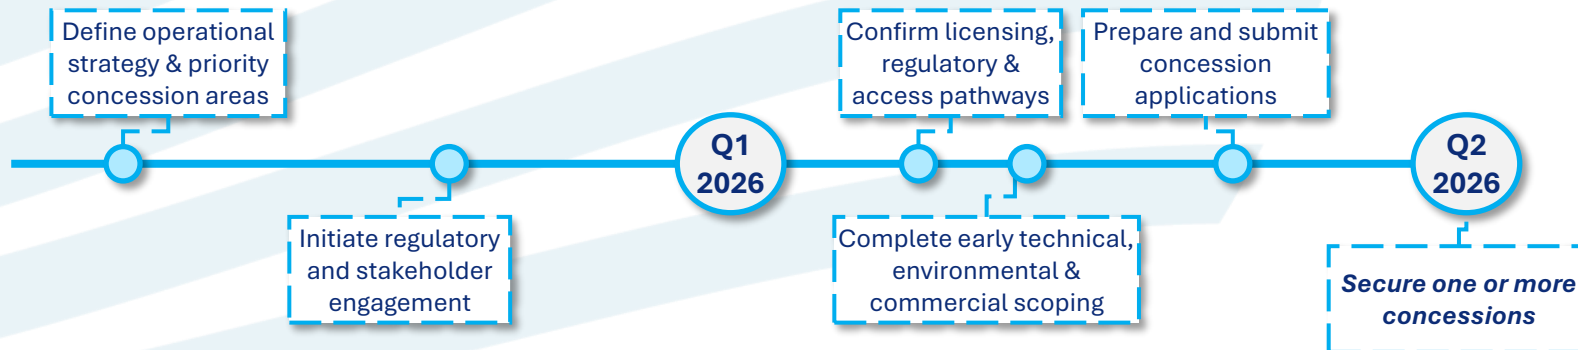 Define operational
strategy & priority
concession areas
Initiate regulatory
and stakeholder
engagement
Q1
2026
Confirm licensing,
regulatory &
access pathways
Complete early technical,
environmental &
commercial scoping
Prepare and submit
concession
applications
Q2
2026
Secure one or more
concessions